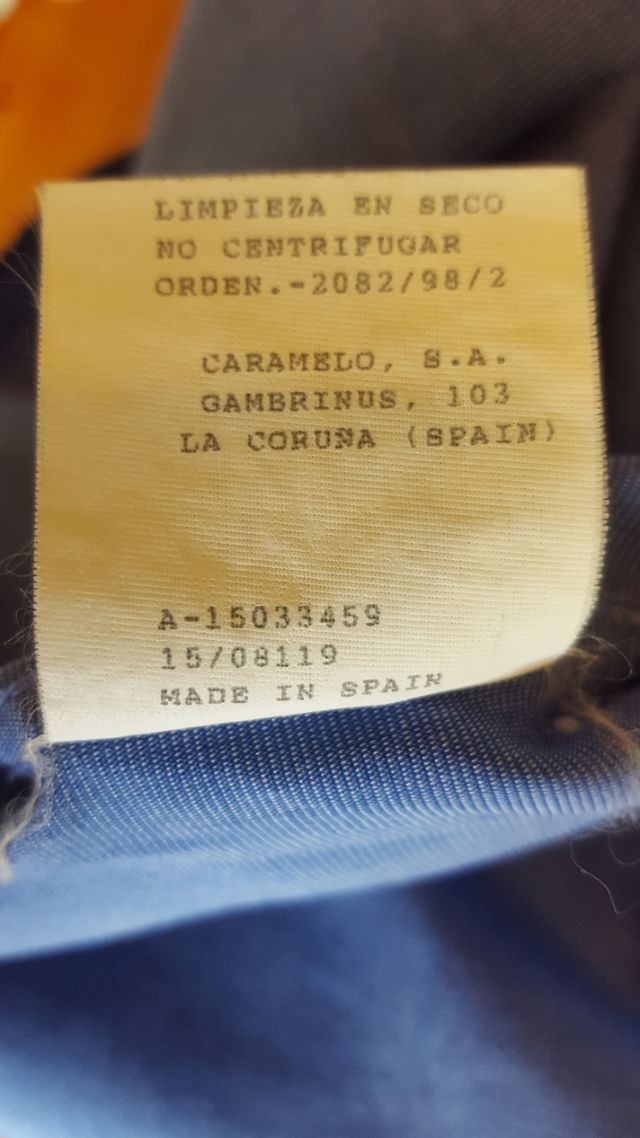 LIMPIEZA EN SECO
NO CENTRIFUGAR
ORDEN.-2082/98/2
CARAMELO, S.A.
GAMBRINUS, 103
LA CORUÑA (SPAIN)
A-15033459
15/08119
MADE IN SPAIN